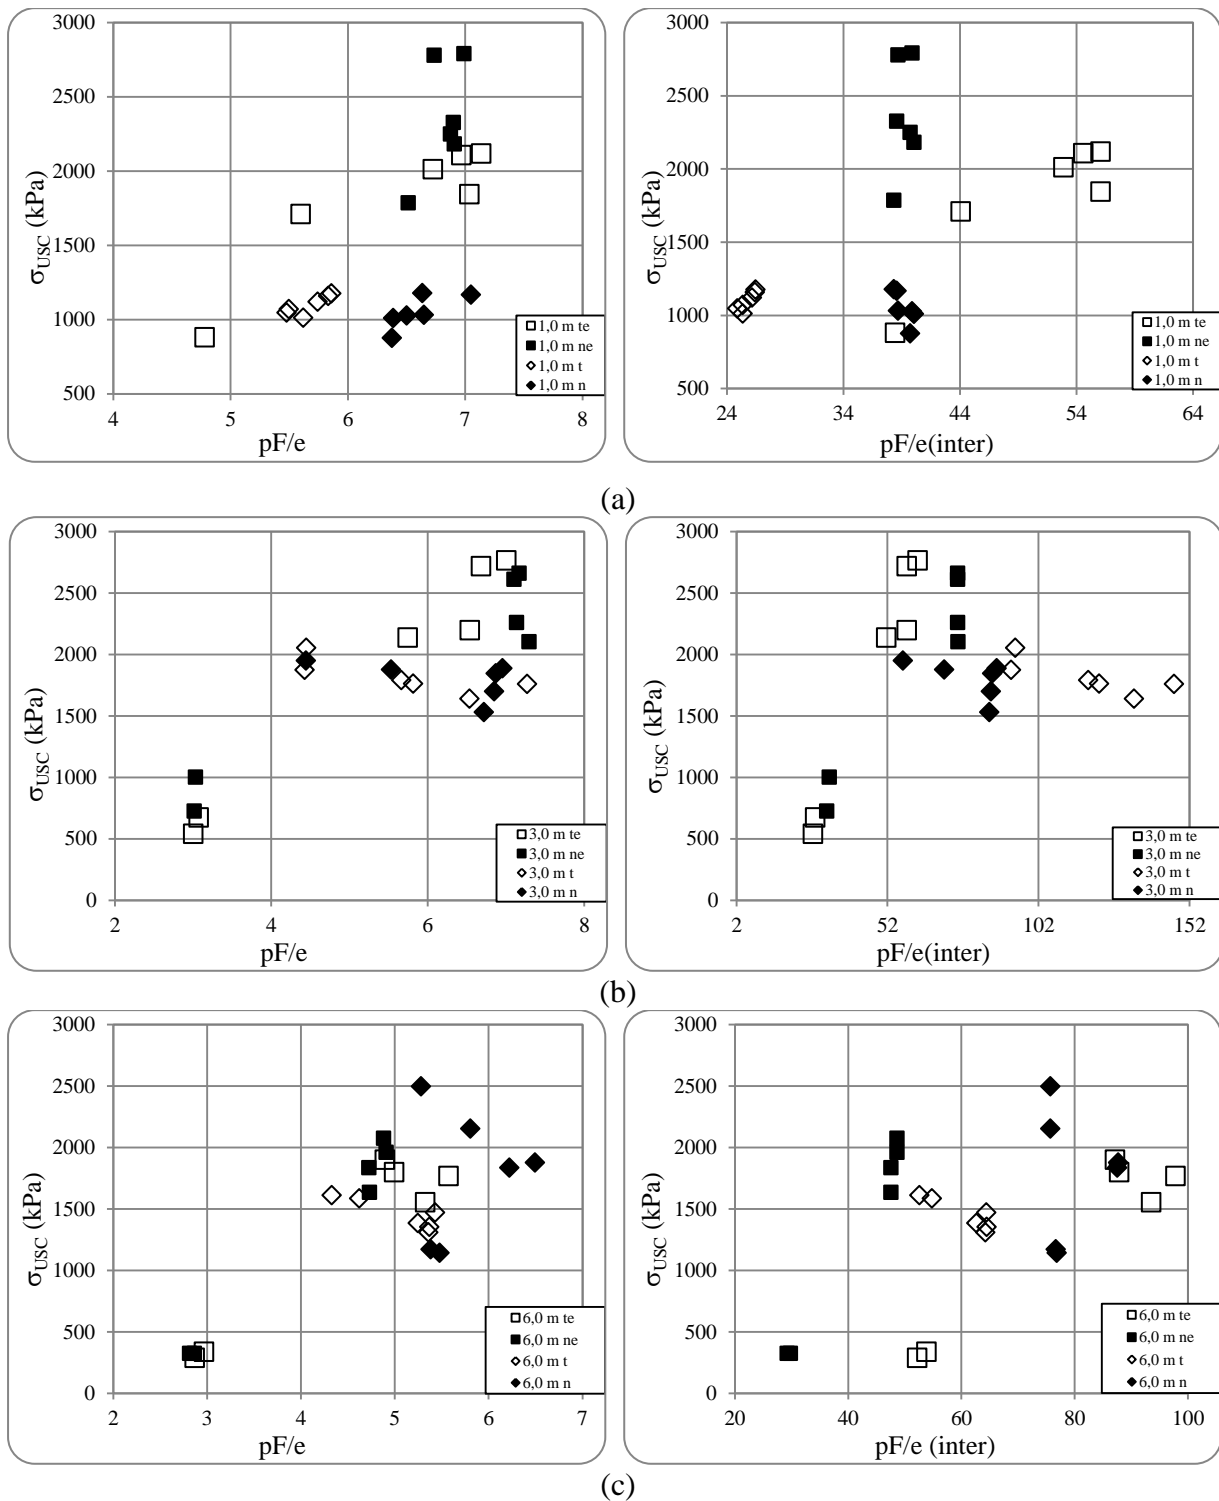 3000
2500
2000
1500
1000
500
4 5 6 7 8
σUSC (kPa)
pF/e
1,0 m te
1,0 m ne
1,0 m t
1,0 m n
3000
2500
2000
1500
1000
500
24 34 44 54 64
σUSC (kPa)
pF/e(inter)
1,0 m te
1,0 m ne
1,0 m t
1,0 m n
(a)
3000
2500
2000
1500
1000
500
0
2 4 6 8
σUSC (kPa)
pF/e
3,0 m te
3,0 m ne
3,0 m t
3,0 m n
3000
2500
2000
1500
1000
500
0
2 52 102 152
σUSC (kPa)
pF/e(inter)
3,0 m te
3,0 m ne
3,0 m t
3,0 m n
(b)
3000
2500
2000
1500
1000
500
0
2 3 4 5 6 7
σUSC (kPa)
pF/e
6,0 m te
6,0 m ne
6,0 m t
6,0 m n
3000
2500
2000
1500
1000
500
0
20 40 60 80 100
σUSC (kPa)
pF/e (inter)
6,0 m te
6,0 m ne
6,0 m t
6,0 m n
(c)